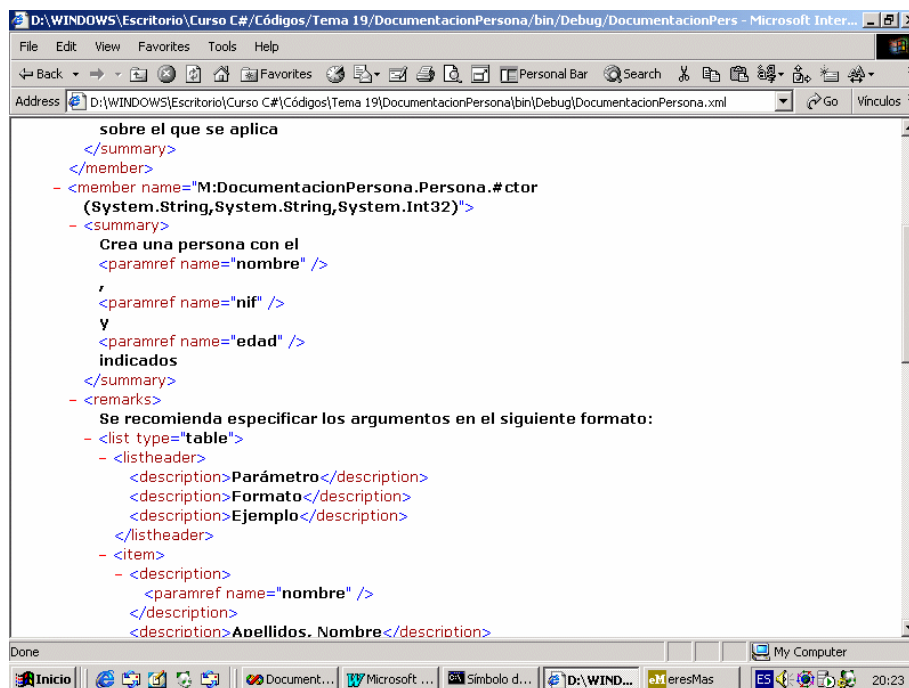 D:\WINDOWS\Escritorio\Curso C#/Códigos/Tema 19/DocumentacionPersona/bin/Debug/DocumentacionPers - Microsoft Inter...
File Edit View Favorites Tools Help
Back Favorites Personal Bar Search
Address D:\WINDOWS\Escritorio\Curso C#\Códigos\Tema 19\DocumentacionPersona\bin\Debug\DocumentacionPersona.xml Go Vínculos
sobre el que se aplica
</summary>
</member>
- <member name="M:DocumentacionPersona.Persona.#ctor
(System.String,System.String,System.Int32)">
- <summary>
Crea una persona con el
<paramref name="nombre" />
,
<paramref name="nif" />
y
<paramref name="edad" />
indicados
</summary>
- <remarks>
Se recomienda especificar los argumentos en el siguiente formato:
- <list type="table">
- <listheader>
<description>Parámetro</description>
<description>Formato</description>
<description>Ejemplo</description>
</listheader>
- <item>
- <description>
<paramref name="nombre" />
</description>
<description>Apellidos, Nombre</description>
Done My Computer
Inicio Document... Microsoft ... Símbolo d... D:\WIND... eM eresMas ES 20:23